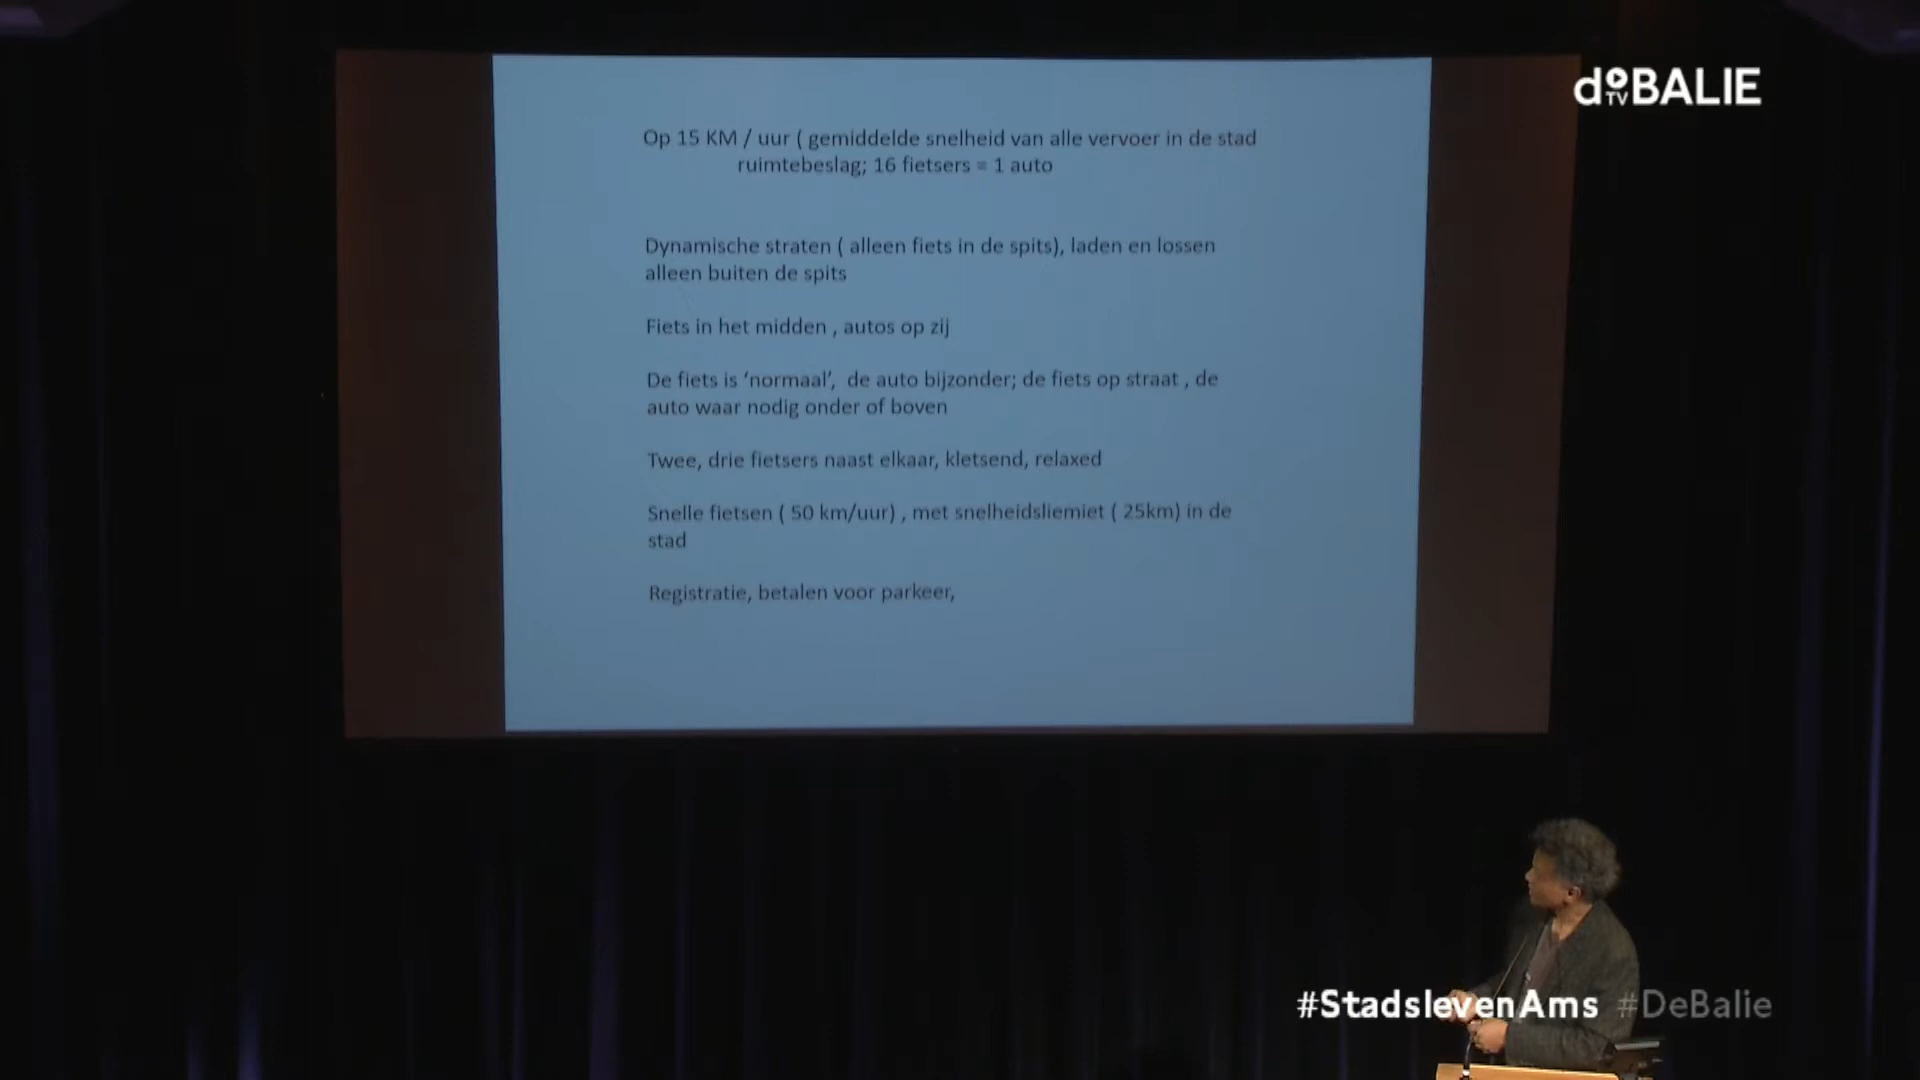 deBALIE
TV
Op 15 KM / uur ( gemiddelde snelheid van alle vervoer in de stad
ruimtebeslag; 16 fietsers = 1 auto
Dynamische straten ( alleen fiets in de spits), laden en lossen
alleen buiten de spits
Fiets in het midden , autos op zij
De fiets is ‘normaal’, de auto bijzonder; de fiets op straat , de
auto waar nodig onder of boven
Twee, drie fietsers naast elkaar, kletsend, relaxed
Snelle fietsen ( 50 km/uur) , met snelheidsliemiet ( 25km) in de
stad
Registratie, betalen voor parkeer,
#StadslevenAms #DeBalie